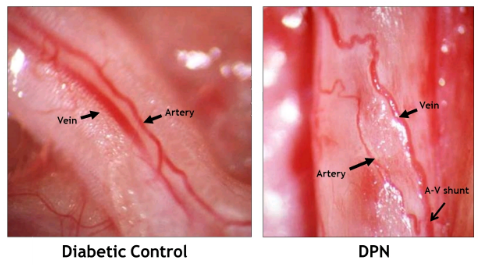 Vein
Artery
Vein
Artery
A-V shunt
Diabetic Control
DPN